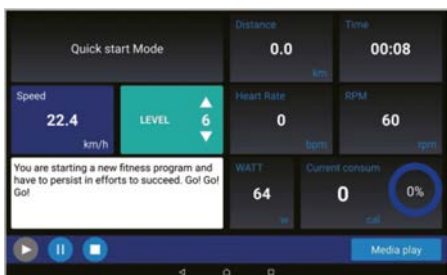 Quick start Mode
Distance
0.0
km
Time
00:08
Speed
22.4
km/h
LEVEL
6
Heart Rate
0
bpm
RPM
60
rpm
You are starting a new fitness program and
have to persist in efforts to succeed. Go! Go!
Go!
WATT
64
w
Current consum
0
cal
0%
Media play